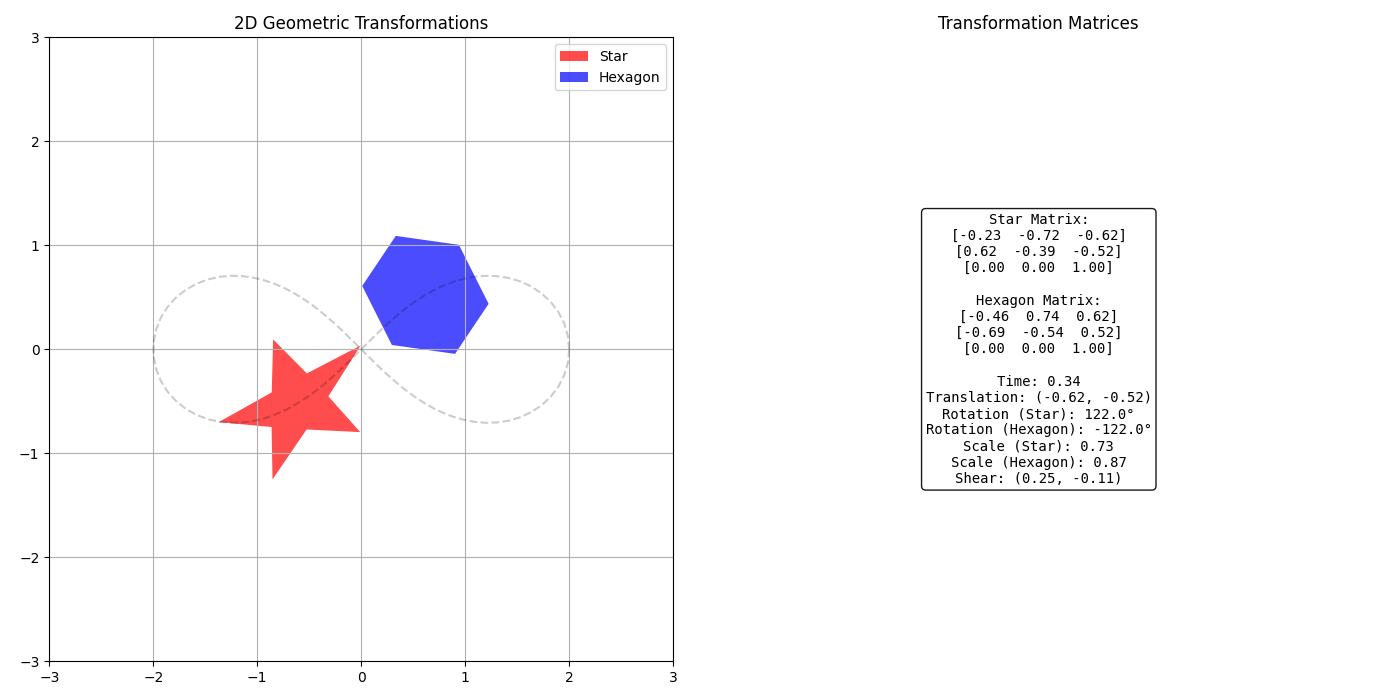 2D Geometric Transformations
3
2
1
0
−1
−2
−3
−3 −2 −1 0 1 2 3
Star
Hexagon
Transformation Matrices
Star Matrix:
[-0.23 -0.72 -0.62]
[0.62 -0.39 -0.52]
[0.00 0.00 1.00]
Hexagon Matrix:
[-0.46 0.74 0.62]
[-0.69 -0.54 0.52]
[0.00 0.00 1.00]
Time: 0.34
Translation: (-0.62, -0.52)
Rotation (Star): 122.0°
Rotation (Hexagon): -122.0°
Scale (Star): 0.73
Scale (Hexagon): 0.87
Shear: (0.25, -0.11)